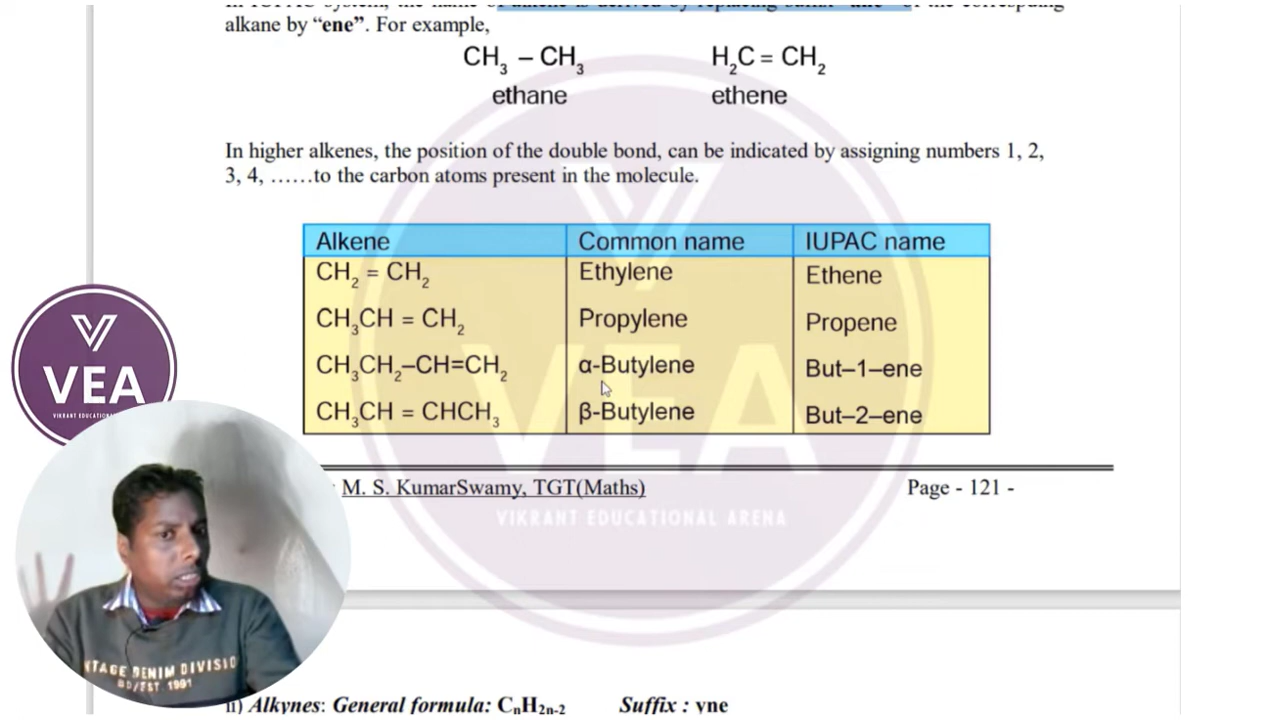 alkane by “ene”. For example,
CH₃ – CH₃ H₂C = CH₂
ethane ethene
In higher alkenes, the position of the double bond, can be indicated by assigning numbers 1, 2,
3, 4, ……to the carbon atoms present in the molecule.
Alkene Common name IUPAC name
CH₂ = CH₂ Ethylene Ethene
CH₃CH = CH₂ Propylene Propene
CH₃CH₂–CH=CH₂ α-Butylene But–1–ene
CH₃CH = CHCH₃ β-Butylene But–2–ene
VEA
VEA
M. S. KumarSwamy, TGT(Maths) Page - 121 -
VIKRANT EDUCATIONAL ARENA
TAGE DENIM DIVISIO
EST 1991
Alkynes: General formula: CₙH₂ₙ₋₂ Suffix : yne